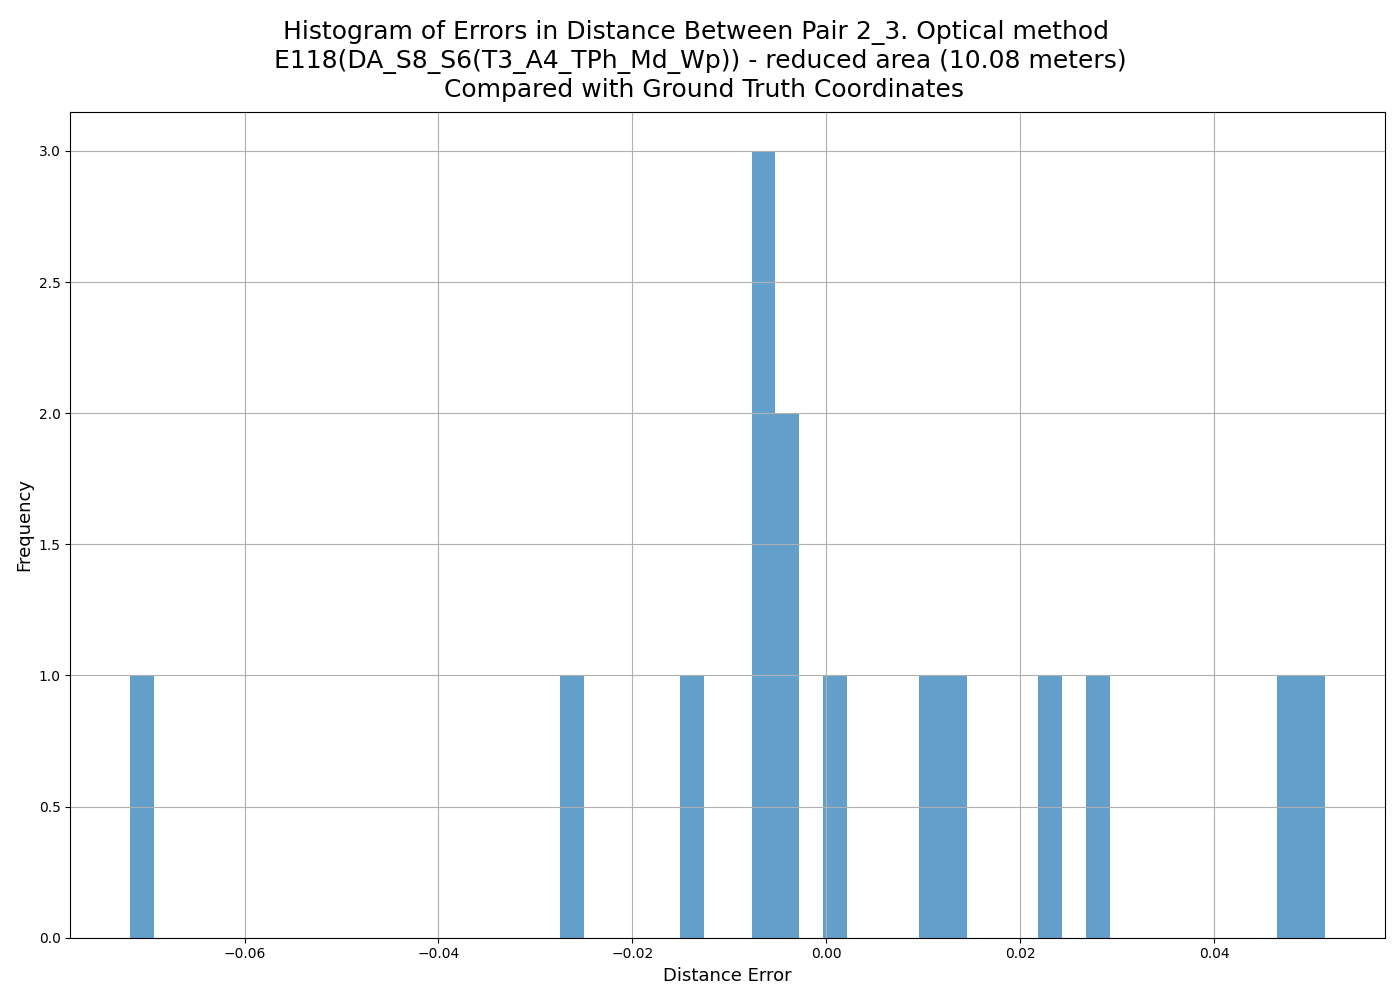 Histogram of Errors in Distance Between Pair 2_3. Optical method
E118(DA_S8_S6(T3_A4_TPh_Md_Wp)) - reduced area (10.08 meters)
Compared with Ground Truth Coordinates
3.0
2.5
2.0
1.5
1.0
0.5
0.0
Frequency
−0.06 −0.04 −0.02 0.00 0.02 0.04
Distance Error